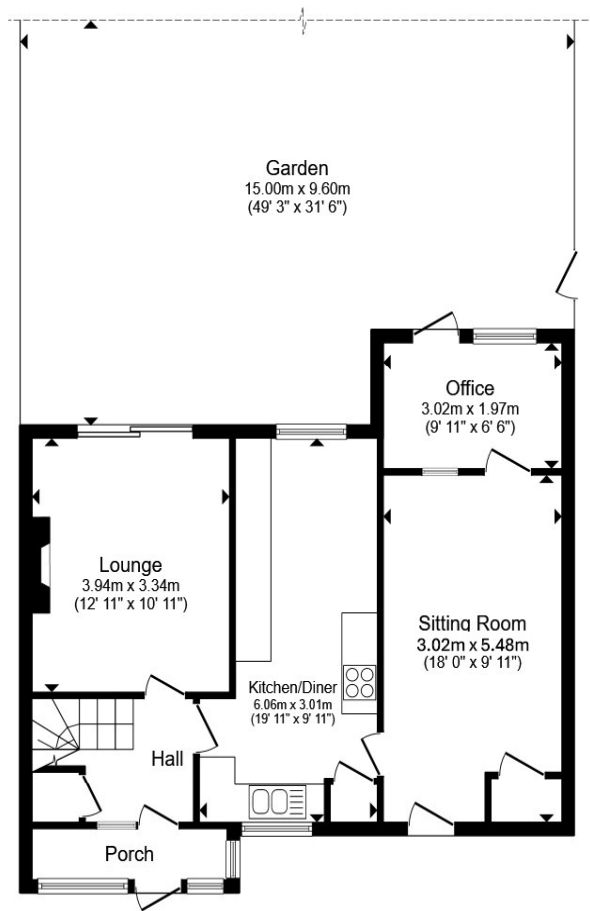 Garden
15.00m x 9.60m
(49' 3" x 31' 6")
Office
3.02m x 1.97m
(9' 11" x 6' 6")
Lounge
3.94m x 3.34m
(12' 11" x 10' 11")
Sitting Room
3.02m x 5.48m
(18' 0" x 9' 11")
Kitchen/Diner
6.06m x 3.01m
(19' 11" x 9' 11")
Hall
Porch